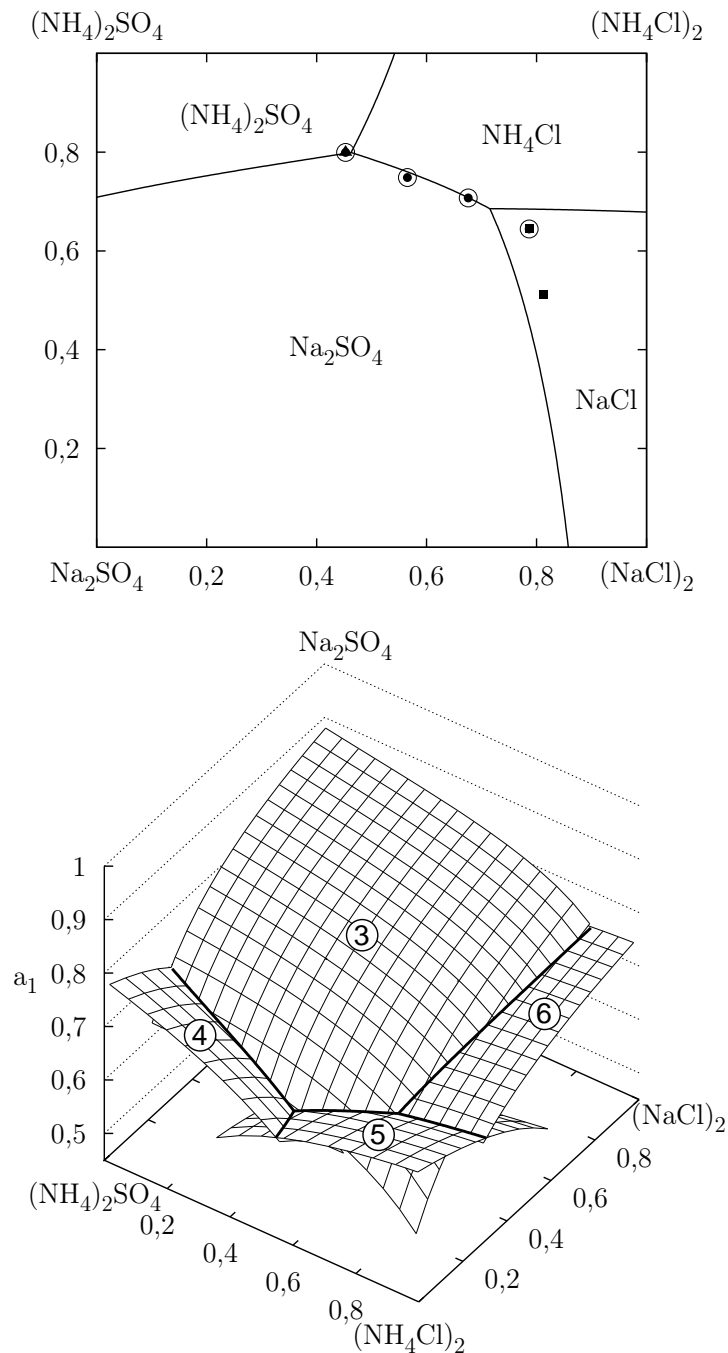 (NH₄)₂SO₄ (NH₄Cl)₂
(NH₄)₂SO₄
NH₄Cl
0,8
0,6
Na₂SO₄
0,4
NaCl
0,2
Na₂SO₄ 0,2 0,4 0,6 0,8 (NaCl)₂
Na₂SO₄
1
0,9
3
0,8
a₁
6
0,7
4
0,6
(NaCl)₂
5
0,5
0,8
(NH₄)₂SO₄
0,6
0,2
0,4
0,4
0,2
0,6
0,8
(NH₄Cl)₂